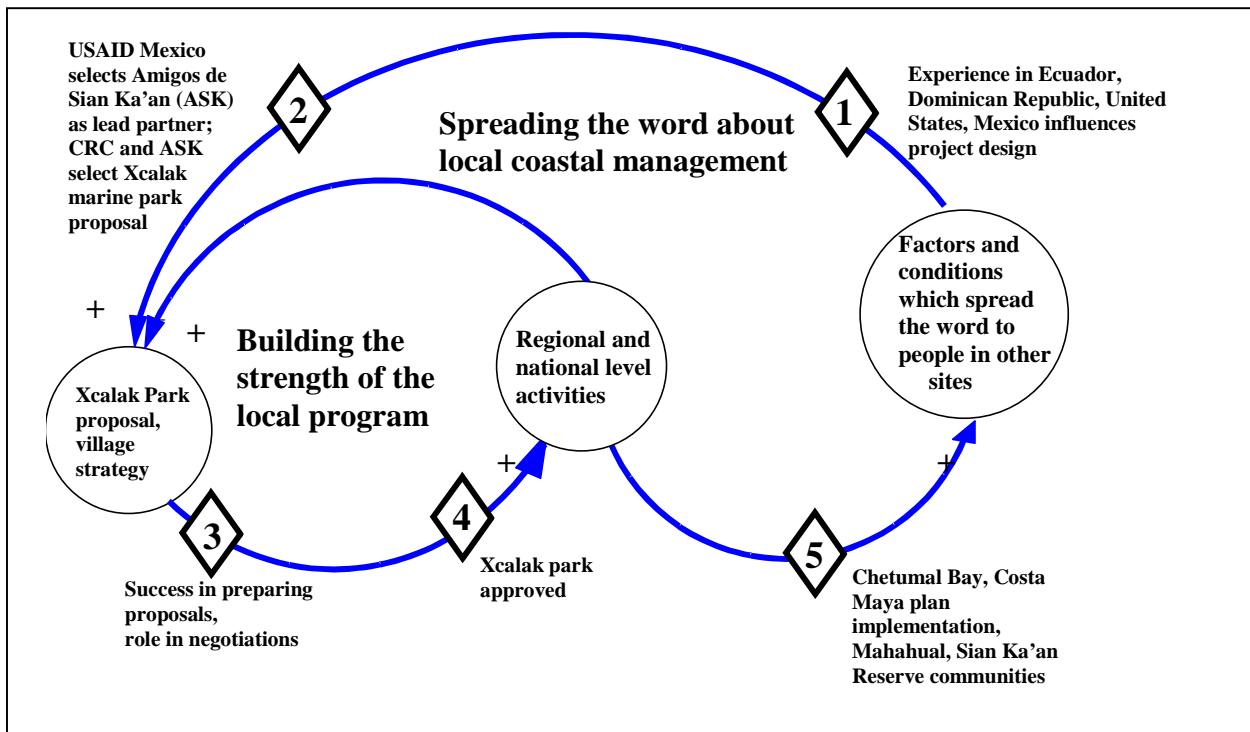 USAID Mexico
selects Amigos de
Sian Ka'an (ASK)
as lead partner;
CRC and ASK
select Xcalak
marine park
proposal
2
Spreading the word about
local coastal management
1
Experience in Ecuador,
Dominican Republic, United
States, Mexico influences
project design
Factors and
conditions
which spread
the word to
people in other
sites
+
+
Building the
strength of the
local program
Regional and
national level
activities
Xcalak Park
proposal,
village
strategy
+
+
3
Success in preparing
proposals,
role in negotiations
4
Xcalak park
approved
5
Chetumal Bay, Costa
Maya plan
implementation,
Mahahual, Sian Ka'an
Reserve communities